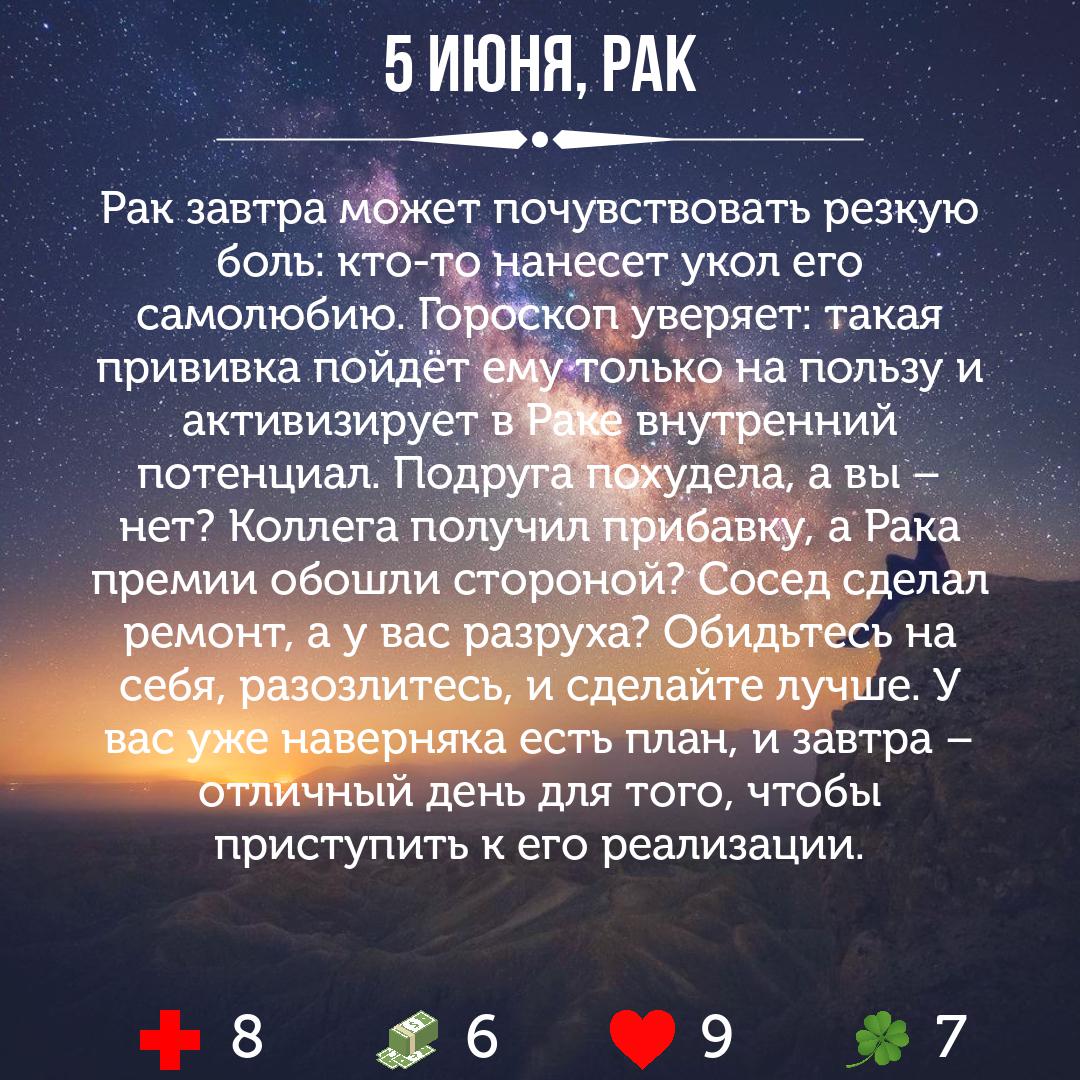 5 ИЮНЯ, РАК
Рак завтра может почувствовать резкую
боль: кто-то нанесет укол его
самолюбию. Гороскоп уверяет: такая
прививка пойдёт ему только на пользу и
активизирует в Раке внутренний
потенциал. Подруга похудела, а вы –
нет? Коллега получил прибавку, а Рака
премии обошли стороной? Сосед сделал
ремонт, а у вас разруха? Обидьтесь на
себя, разозлитесь, и сделайте лучше. У
вас уже наверняка есть план, и завтра –
отличный день для того, чтобы
приступить к его реализации.
8 6 9 7